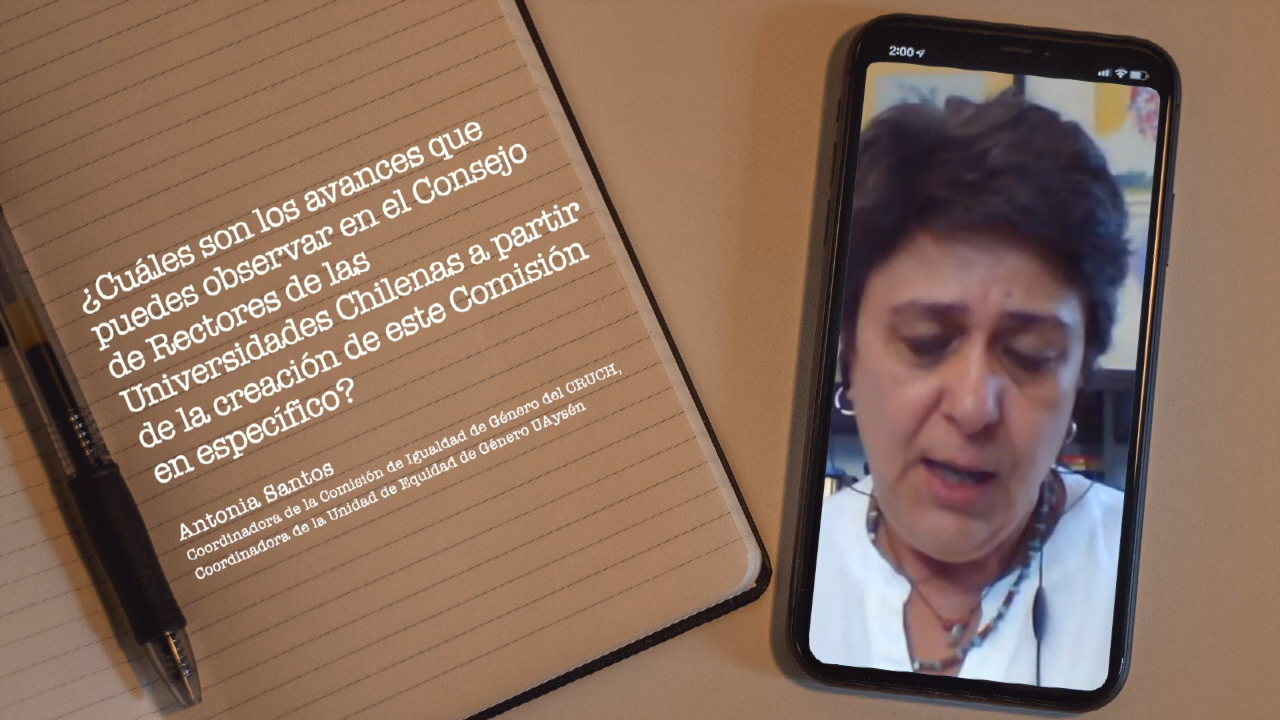 ¿Cuáles son los avances que
puedes observar en el Consejo
de Rectores de las
Universidades Chilenas a partir
de la creación de este Comisión
en específico?
Antonia Santos
Coordinadora de la Comisión de Igualdad de Género del CRUCH,
Coordinadora de la Unidad de Equidad de Género UAysén
2:00